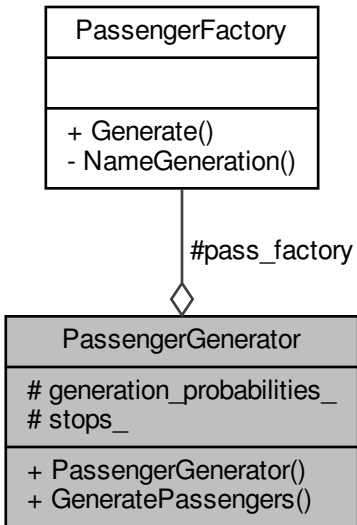 PassengerFactory
+ Generate()
- NameGeneration()
#pass_factory
PassengerGenerator
# generation_probabilities_
# stops_
+ PassengerGenerator()
+ GeneratePassengers()